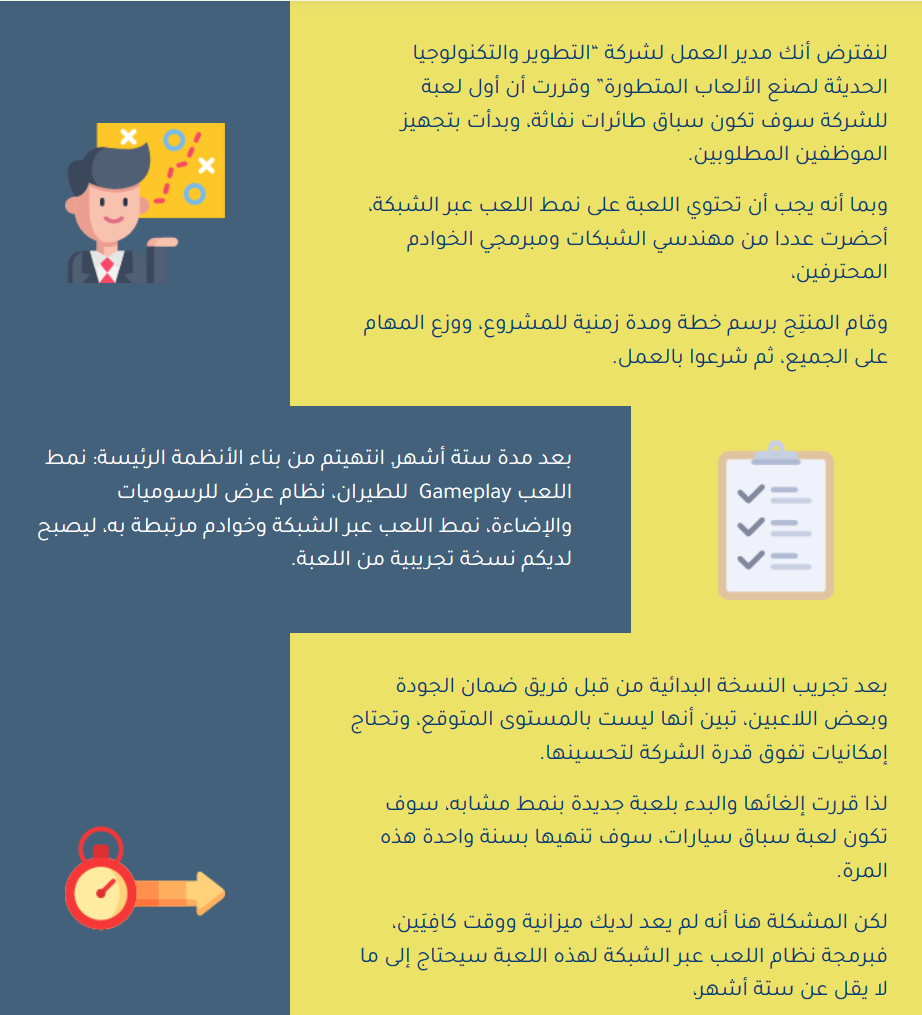 لنفترض أنك مدير العمل لشركة "التطوير والتكنولوجيا
الحديثة لصنع الألعاب المتطورة" وقررت أن أول لعبة
للشركة سوف تكون سباق طائرات نفاثة، وبدأت بتجهيز
الموظفين المطلوبين.
وبما أنه يجب أن تحتوي اللعبة على نمط اللعب عبر الشبكة،
أحضرت عددا من مهندسي الشبكات ومبرمجي الخوادم
المحترفين،
وقام المنتِج برسم خطة ومدة زمنية للمشروع، ووزع المهام
على الجميع، ثم شرعوا بالعمل.
بعد مدة ستة أشهر, انتهيتم من بناء الأنظمة الرئيسة: نمط
اللعب Gameplay للطيران، نظام عرض للرسوميات
والإضاءة، نمط اللعب عبر الشبكة وخوادم مرتبطة به، ليصبح
لديكم نسخة تجريبية من اللعبة.
بعد تجريب النسخة البدائية من قبل فريق ضمان الجودة
وبعض اللاعبين، تبين أنها ليست بالمستوى المتوقع، وتحتاج
إمكانيات تفوق قدرة الشركة لتحسينها.
لذا قررت إلغائها والبدء بلعبة جديدة بنمط مشابه، سوف
تكون لعبة سباق سيارات، سوف تنهيها بسنة واحدة هذه
المرة.
لكن المشكلة هنا أنه لم يعد لديك ميزانية ووقت كافِيَين،
فبرمجة نظام اللعب عبر الشبكة لهذه اللعبة سيحتاج إلى ما
لا يقل عن ستة أشهر،